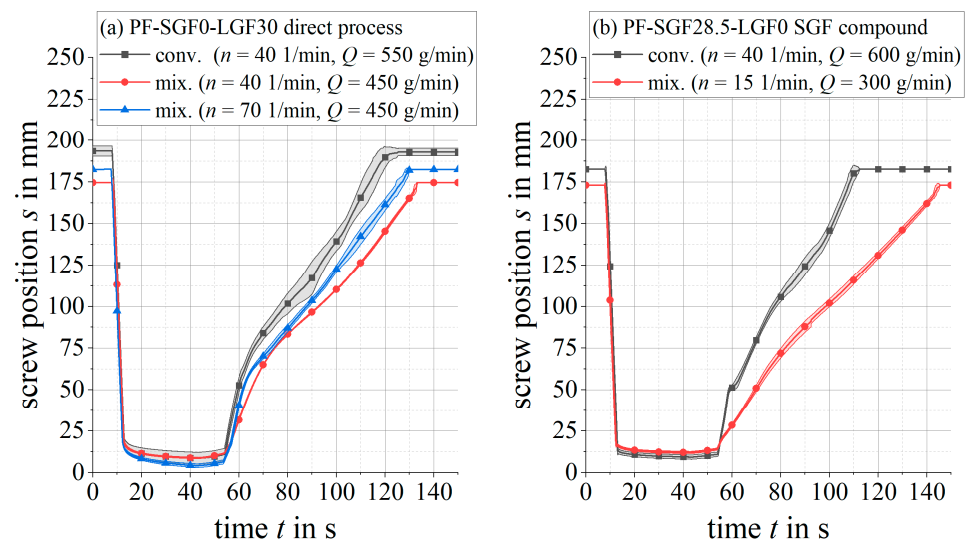 (a) PF-SGF0-LGF30 direct process
conv. (n = 40 1/min, Q = 550 g/min)
mix. (n = 40 1/min, Q = 450 g/min)
mix. (n = 70 1/min, Q = 450 g/min)
screw position s in mm
250
225
200
175
150
125
100
75
50
25
0
0 20 40 60 80 100 120 140
time t in s
(b) PF-SGF28.5-LGF0 SGF compound
conv. (n = 40 1/min, Q = 600 g/min)
mix. (n = 15 1/min, Q = 300 g/min)
screw position s in mm
250
225
200
175
150
125
100
75
50
25
0
0 20 40 60 80 100 120 140
time t in s